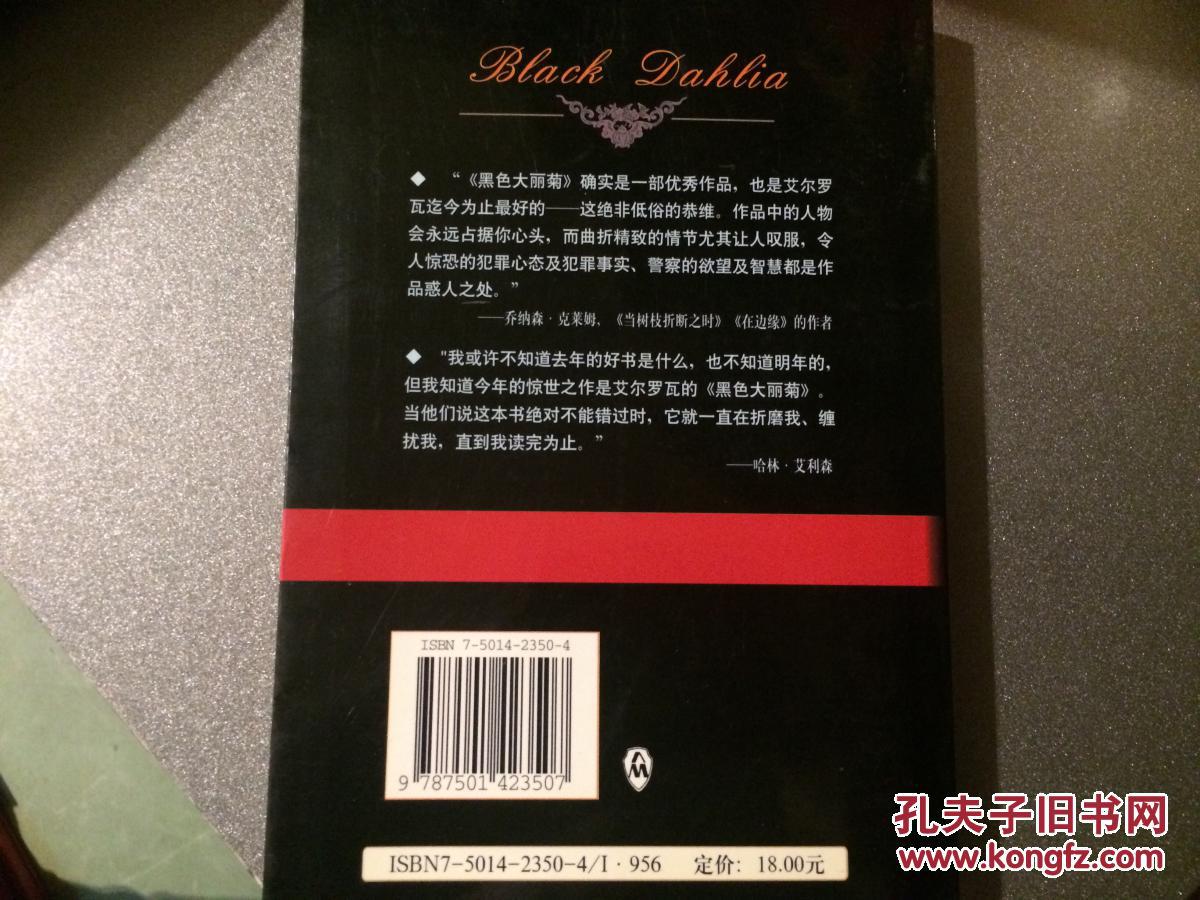 Black Dahlia
◆ “《黑色大丽菊》确实是一部优秀作品，也是艾尔罗
瓦迄今为止最好的——这绝非低俗的恭维。作品中的人物
会永远占据你心头，而曲折精致的情节尤其让人叹服，令
人惊恐的犯罪心态及犯罪事实、警察的欲望及智慧都是作
品惑人之处。”
——乔纳森·克莱姆，《当树枝折断之时》《在边缘》的作者
◆ "我或许不知道去年的好书是什么，也不知道明年的，
但我知道今年的惊世之作是艾尔罗瓦的《黑色大丽菊》。
当他们说这本书绝对不能错过时，它就一直在折磨我、缠
扰我，直到我读完为止。”
——哈林·艾利森
ISBN 7-5014-2350-4
9 787501 423507
ISBN7-5014-2350-4/I·956 定价：18.00元
孔夫子旧书网
www.kongfz.com